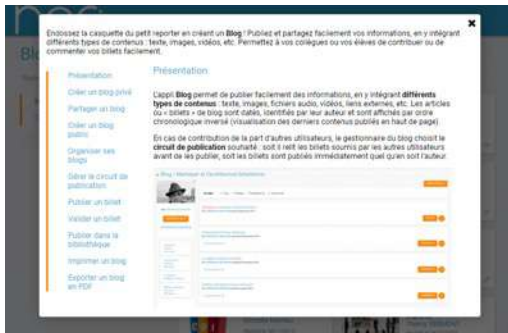 Endossez la casquette du petit reporter en créant un Blog ! Publiez et partagez facilement vos informations, en y intégrant
différents types de contenus : texte, images, vidéos, etc. Permettez à vos collègues ou vos élèves de contribuer ou de
commenter vos billets facilement.
Présentation
Créer un blog privé
Partager un blog
Créer un blog
public
Organiser ses
blogs
Gérer le circuit de
publication
Publier un billet
Valider un billet
Publier dans la
bibliothèque
Imprimer un blog
Exporter un blog
en PDF
Présentation
L'appli Blog permet de publier facilement des informations, en y intégrant différents
types de contenus : texte, images, fichiers audio, vidéos, liens externes, etc. Les articles
ou « billets » de blog sont datés, identifiés par leur auteur et sont affichés par ordre
chronologique inversé (visualisation des derniers contenus publiés en haut de page).
En cas de contribution de la part d'autres utilisateurs, le gestionnaire du blog choisit le
circuit de publication souhaité : soit il relit les billets soumis par les autres utilisateurs
avant de les publier, soit les billets sont publiés immédiatement quel qu'en soit l'auteur.